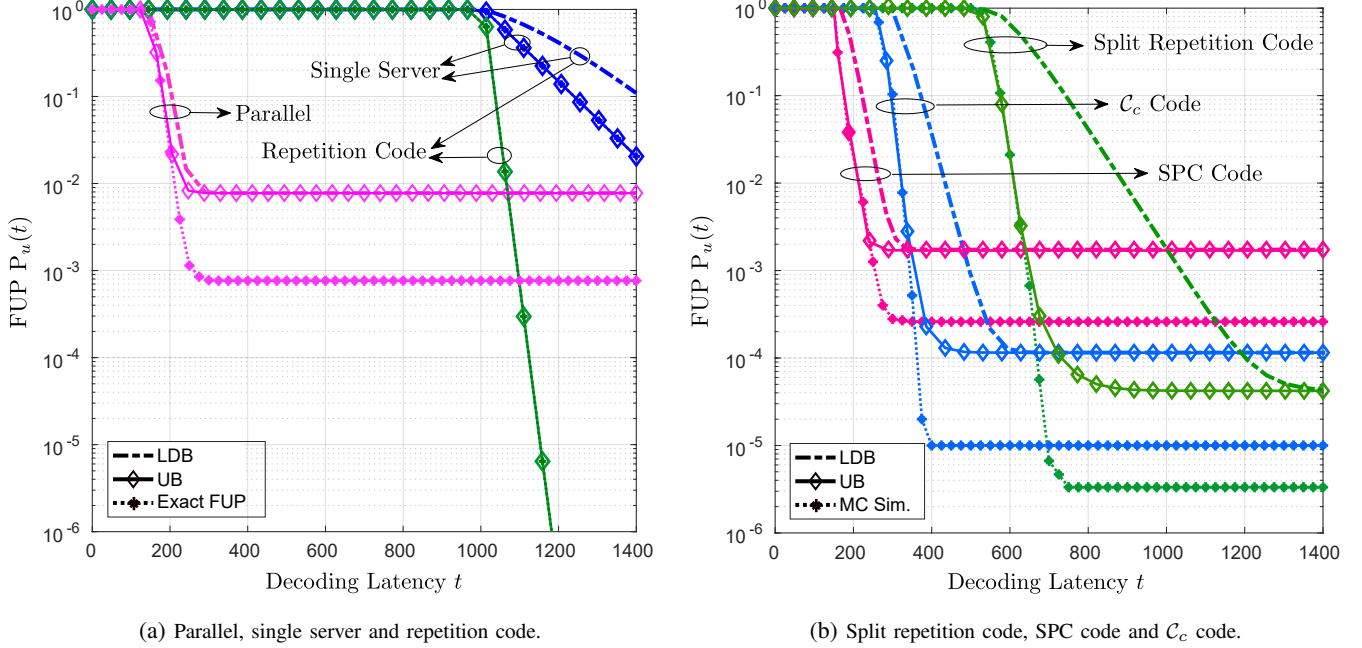 10^0
10^-1
10^-2
10^-3
10^-4
10^-5
10^-6
FUP P_u(t)
Single Server
Parallel
Repetition Code
LDB
UB
Exact FUP
0 200 400 600 800 1000 1200 1400
Decoding Latency t
(a) Parallel, single server and repetition code.
10^0
10^-1
10^-2
10^-3
10^-4
10^-5
10^-6
FUP P_u(t)
Split Repetition Code
𝒞_c Code
SPC Code
LDB
UB
MC Sim.
0 200 400 600 800 1000 1200 1400
Decoding Latency t
(b) Split repetition code, SPC code and 𝒞_c code.